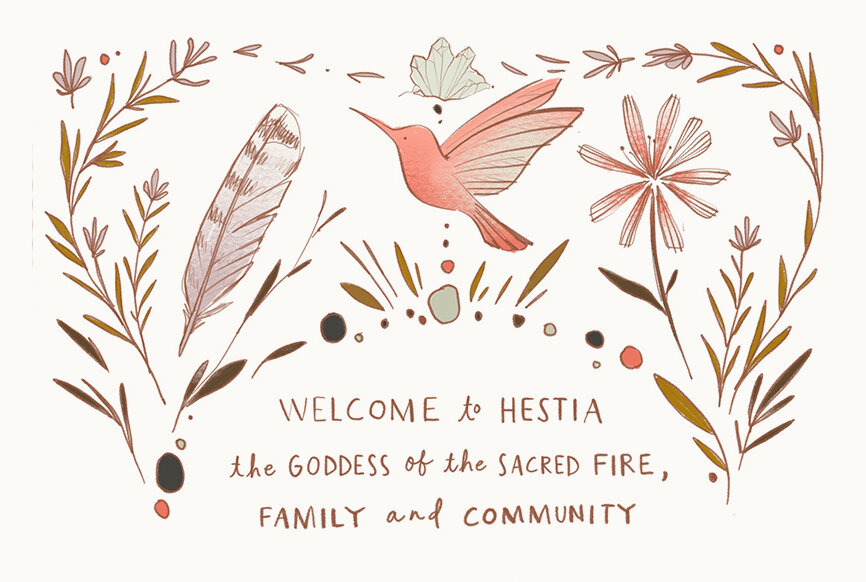 WELCOME to HESTIA
the GODDESS of the SACRED FIRE,
FAMILY and COMMUNITY